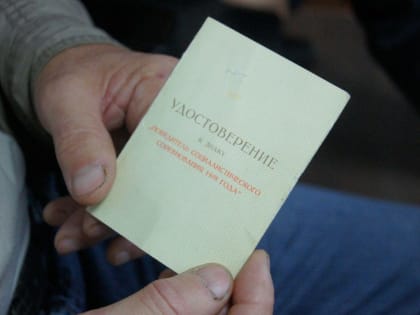 УДОСТОВЕРЕНИЕ
К ЗНАКУ
„ПОБЕДИТЕЛЬ СОЦИАЛИСТИЧЕСКОГО
СОРЕВНОВАНИЯ ГОДА"